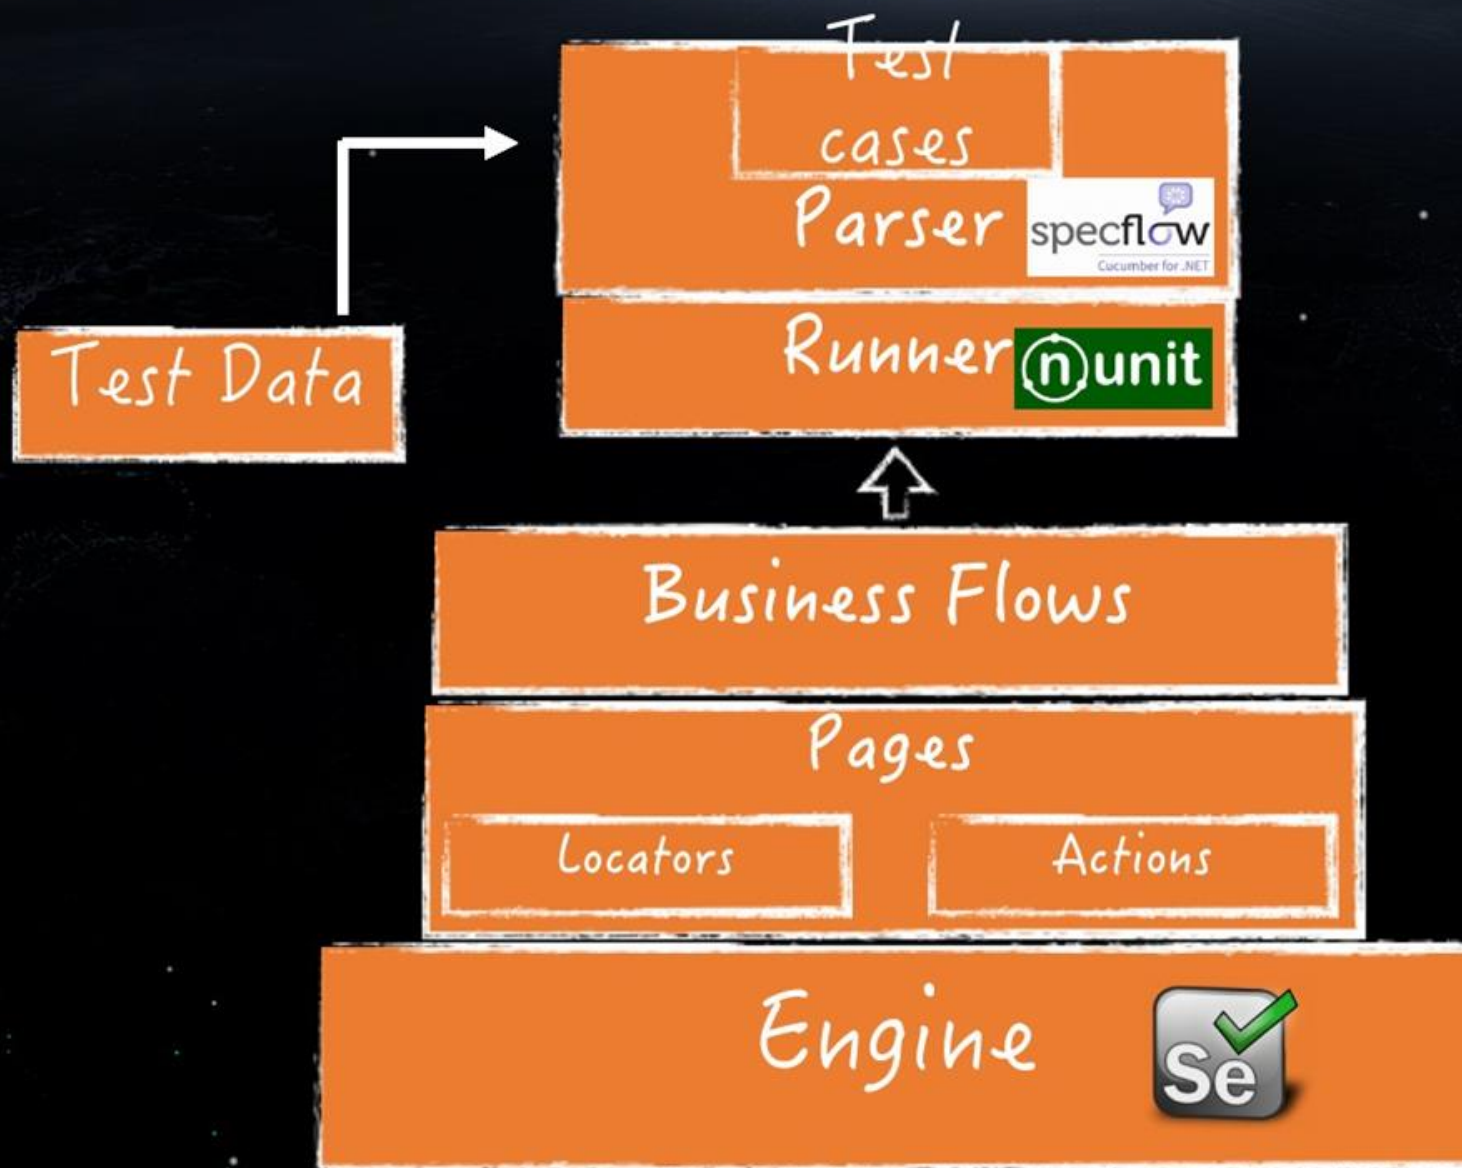 Test
cases
Parser
specflow
Cucumber for .NET
Runner
nunit
Test Data
Business Flows
Pages
Locators
Actions
Engine
Se